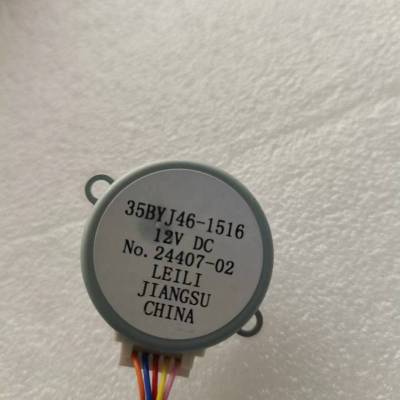 35BYJ46-1516
12V DC
No. 24407-02
LEILI
JIANGSU
CHINA